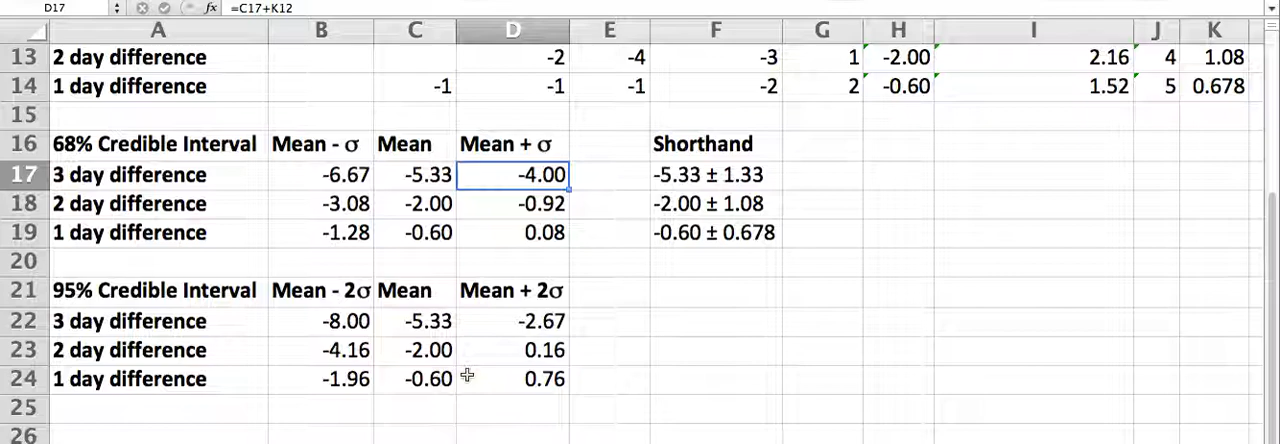 D17 fx =C17+K12
A B C D E F G H I J K
13 2 day difference -2 -4 -3 1 -2.00 2.16 4 1.08
14 1 day difference -1 -1 -1 -2 2 -0.60 1.52 5 0.678
15
16 68% Credible Interval Mean - σ Mean Mean + σ Shorthand
17 3 day difference -6.67 -5.33 -4.00 -5.33 ± 1.33
18 2 day difference -3.08 -2.00 -0.92 -2.00 ± 1.08
19 1 day difference -1.28 -0.60 0.08 -0.60 ± 0.678
20
21 95% Credible Interval Mean - 2σ Mean Mean + 2σ
22 3 day difference -8.00 -5.33 -2.67
23 2 day difference -4.16 -2.00 0.16
24 1 day difference -1.96 -0.60 0.76
25
26